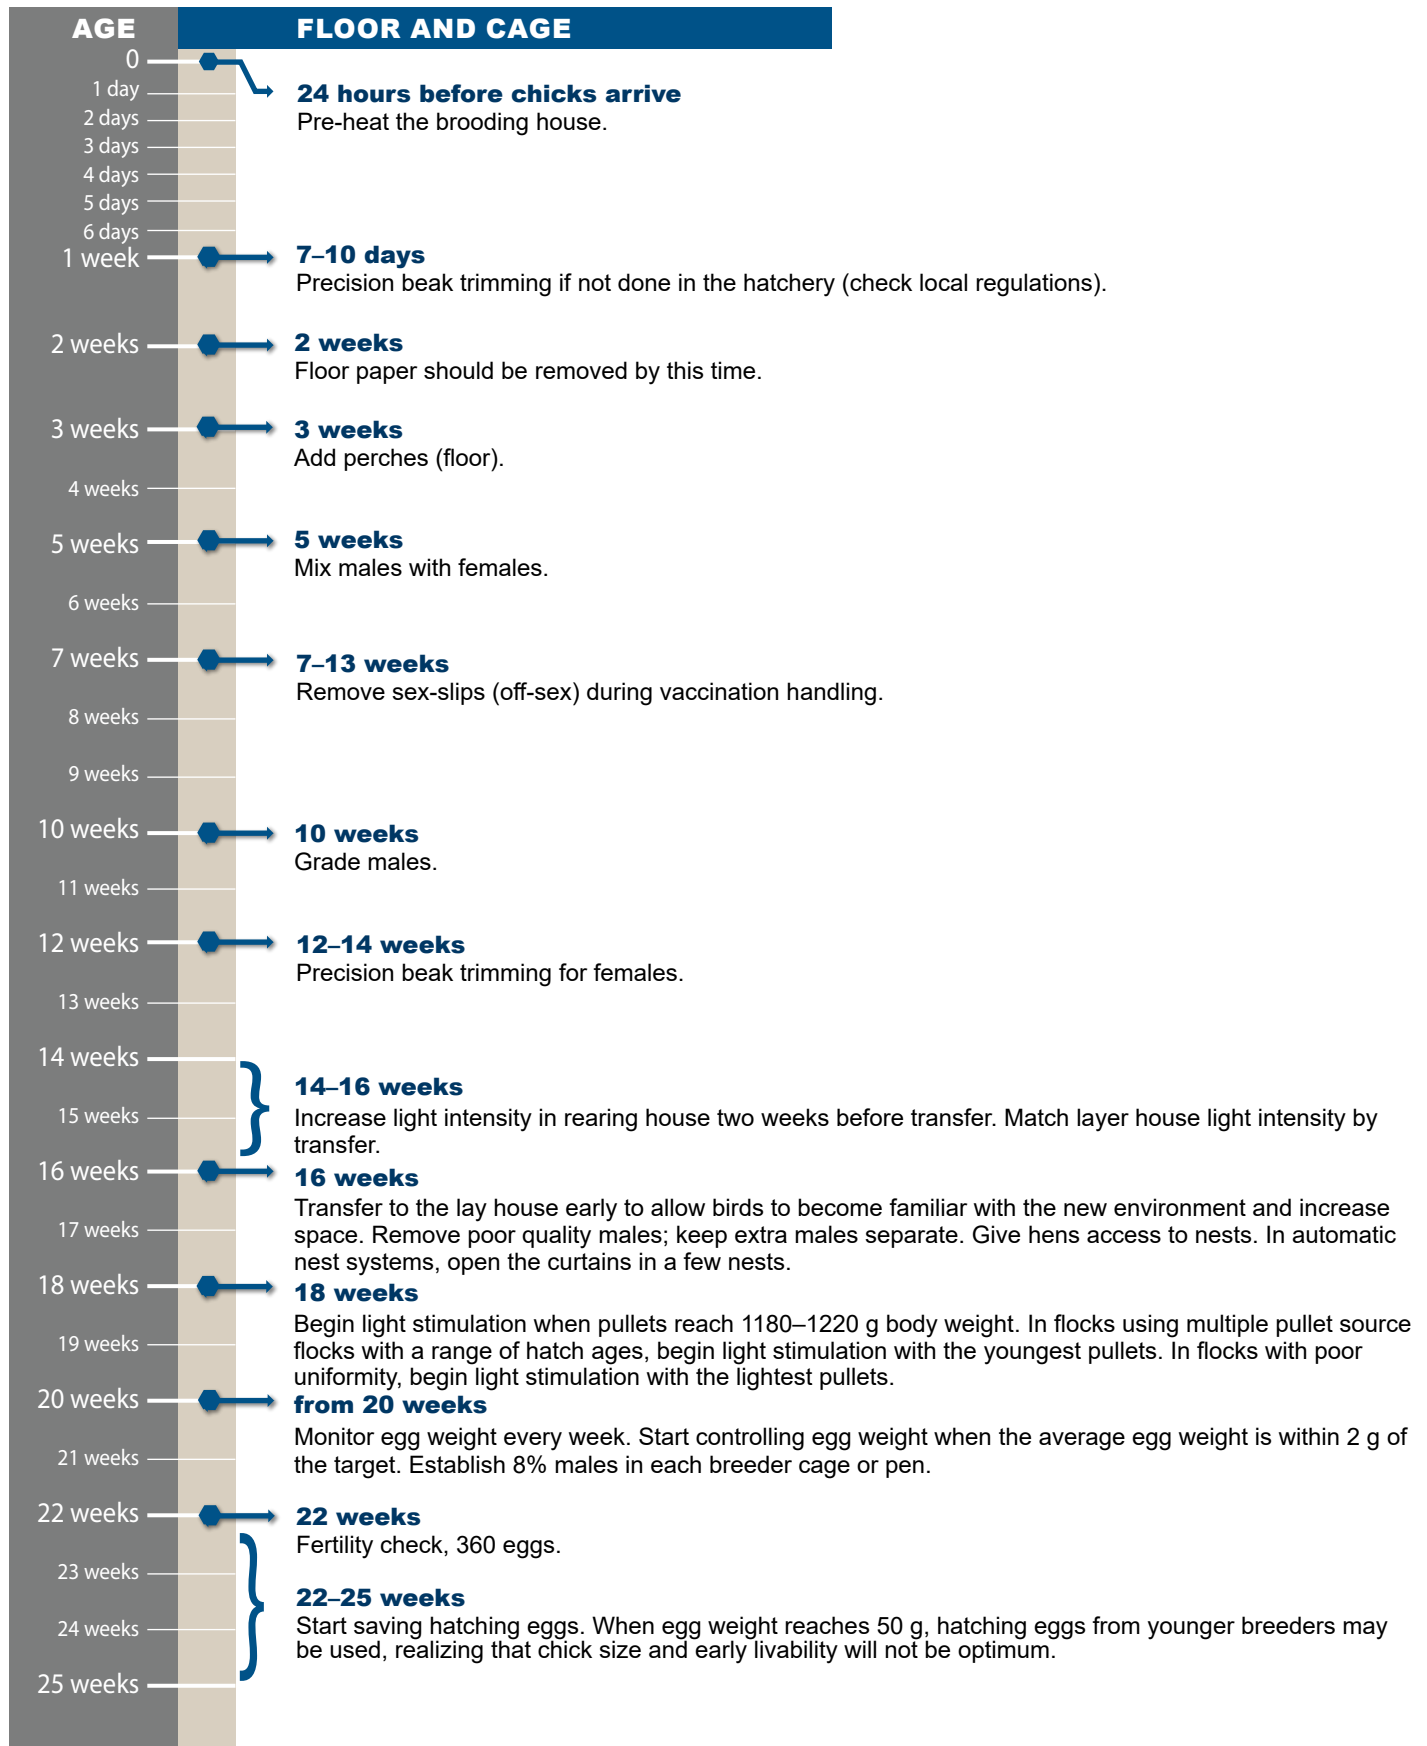 AGE
FLOOR AND CAGE
0
24 hours before chicks arrive
Pre-heat the brooding house.
1 day
2 days
3 days
4 days
5 days
6 days
1 week
7–10 days
Precision beak trimming if not done in the hatchery (check local regulations).
2 weeks
2 weeks
Floor paper should be removed by this time.
3 weeks
3 weeks
Add perches (floor).
4 weeks
5 weeks
5 weeks
Mix males with females.
6 weeks
7 weeks
7–13 weeks
Remove sex-slips (off-sex) during vaccination handling.
8 weeks
9 weeks
10 weeks
10 weeks
Grade males.
11 weeks
12 weeks
12–14 weeks
Precision beak trimming for females.
13 weeks
14 weeks
14–16 weeks
Increase light intensity in rearing house two weeks before transfer. Match layer house light intensity by
transfer.
15 weeks
16 weeks
16 weeks
Transfer to the lay house early to allow birds to become familiar with the new environment and increase
space. Remove poor quality males; keep extra males separate. Give hens access to nests. In automatic
nest systems, open the curtains in a few nests.
17 weeks
18 weeks
18 weeks
Begin light stimulation when pullets reach 1180–1220 g body weight. In flocks using multiple pullet source
flocks with a range of hatch ages, begin light stimulation with the youngest pullets. In flocks with poor
uniformity, begin light stimulation with the lightest pullets.
19 weeks
20 weeks
from 20 weeks
Monitor egg weight every week. Start controlling egg weight when the average egg weight is within 2 g of
the target. Establish 8% males in each breeder cage or pen.
21 weeks
22 weeks
22 weeks
Fertility check, 360 eggs.
23 weeks
22–25 weeks
Start saving hatching eggs. When egg weight reaches 50 g, hatching eggs from younger breeders may
be used, realizing that chick size and early livability will not be optimum.
24 weeks
25 weeks